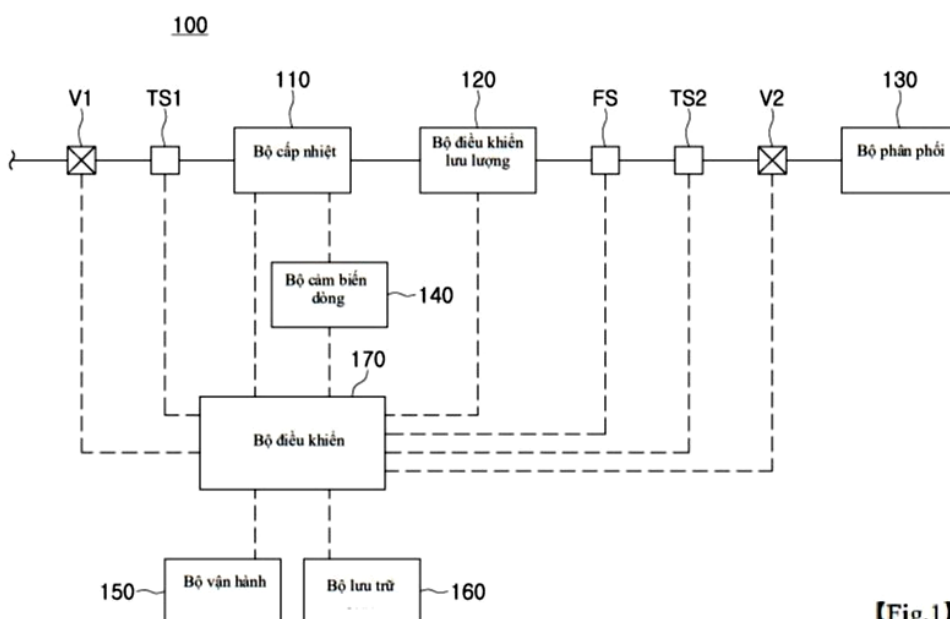 100
V1
TS1
110
120
FS
TS2
V2
130
Bộ cấp nhiệt
Bộ điều khiển
lưu lượng
Bộ phân phối
Bộ cảm biến
dòng
140
170
Bộ điều khiển
150
Bộ vận hành
Bộ lưu trữ
160
【Fig.1】